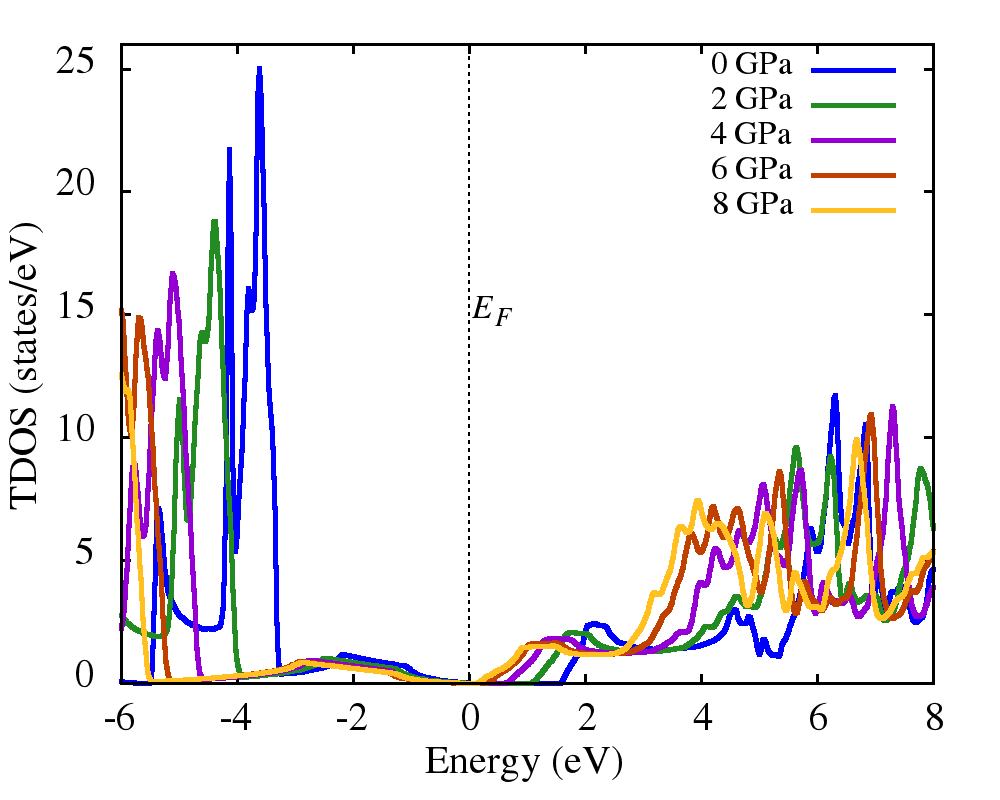 25
20
15
10
5
0
TDOS (states/eV)
0 GPa
2 GPa
4 GPa
6 GPa
8 GPa
E_F
-6 -4 -2 0 2 4 6 8
Energy (eV)